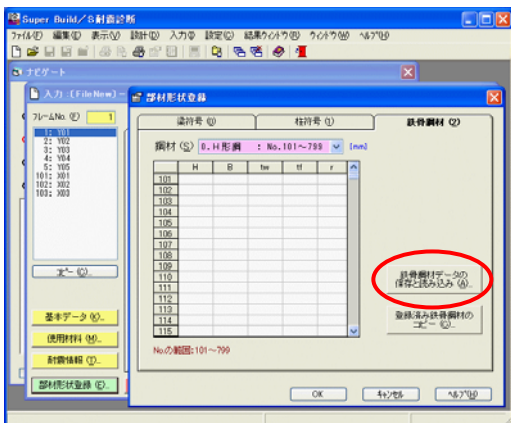 Super Build/S耐震診断
ファイル(F) 編集(E) 表示(V) 設計(D) 入力Φ 設定(C) 結果ウィンドウ(R) ウィンドウ(W) ヘルプ(H)
ナビゲート
入力 : (FileNew) -
部材形状登録
フレームNo. (F) 1
1: Y01
2: Y02
3: Y03
4: Y04
5: Y05
101: X01
102: X02
103: X03
コピー (C)...
基本データ (K)...
使用材料 (M)...
耐震情報 (T)...
部材形状登録 (E)...
梁符号 (0)
柱符号 (1)
鉄骨鋼材 (2)
鋼材 (S) 0.H形鋼 : No.101～799 [mm]
H B tw tf r
101
102
103
104
105
106
107
108
109
110
111
112
113
114
115
No.の範囲:101～799
鉄骨鋼材データの
保存と読み込み (A)...
登録済み鉄骨鋼材の
コピー (C)...
OK キャンセル ヘルプ(H)